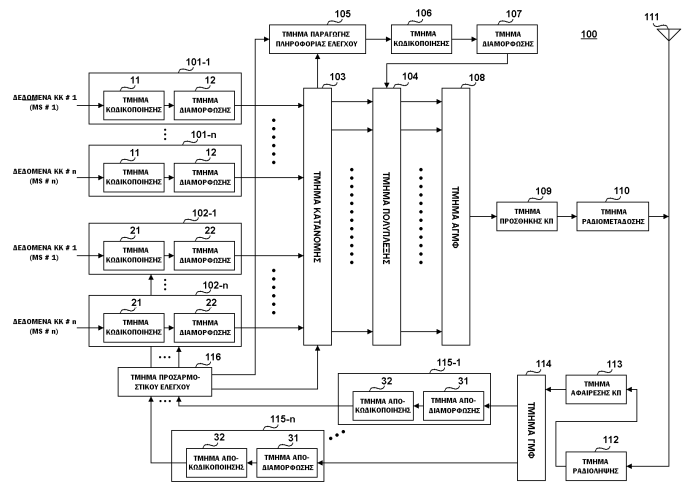 105
ΤΜΗΜΑ ΠΑΡΑΓΩΓΗΣ
ΠΛΗΡΟΦΟΡΙΑΣ ΕΛΕΓΧΟΥ
106
ΤΜΗΜΑ
ΚΩΔΙΚΟΠΟΙΗΣΗΣ
107
ΤΜΗΜΑ
ΔΙΑΜΟΡΦΩΣΗΣ
100
111
101-1
ΔΕΔΟΜΕΝΑ ΚΚ # 1
(MS # 1)
11
ΤΜΗΜΑ
ΚΩΔΙΚΟΠΟΙΗΣΗΣ
12
ΤΜΗΜΑ
ΔΙΑΜΟΡΦΩΣΗΣ
101-n
ΔΕΔΟΜΕΝΑ ΚΚ # n
(MS # n)
11
ΤΜΗΜΑ
ΚΩΔΙΚΟΠΟΙΗΣΗΣ
12
ΤΜΗΜΑ
ΔΙΑΜΟΡΦΩΣΗΣ
102-1
ΔΕΔΟΜΕΝΑ ΚΚ # 1
(MS # 1)
21
ΤΜΗΜΑ
ΚΩΔΙΚΟΠΟΙΗΣΗΣ
22
ΤΜΗΜΑ
ΔΙΑΜΟΡΦΩΣΗΣ
102-n
ΔΕΔΟΜΕΝΑ ΚΚ # n
(MS # n)
21
ΤΜΗΜΑ
ΚΩΔΙΚΟΠΟΙΗΣΗΣ
22
ΤΜΗΜΑ
ΔΙΑΜΟΡΦΩΣΗΣ
103
ΤΜΗΜΑ ΚΑΤΑΝΟΜΗΣ
104
ΤΜΗΜΑ ΠΟΛΥΠΛΕΞΗΣ
108
ΤΜΗΜΑ ΑΓΜΦ
109
ΤΜΗΜΑ
ΠΡΟΣΘΗΚΗΣ ΚΠ
110
ΤΜΗΜΑ
ΡΑΔΙΟΜΕΤΑΔΟΣΗΣ
116
ΤΜΗΜΑ ΠΡΟΣΑΡΜΟ-
ΣΤΙΚΟΥ ΕΛΕΓΧΟΥ
115-1
32
ΤΜΗΜΑ ΑΠΟ-
ΚΩΔΙΚΟΠΟΙΗΣΗΣ
31
ΤΜΗΜΑ ΑΠΟ-
ΔΙΑΜΟΡΦΩΣΗΣ
115-n
32
ΤΜΗΜΑ ΑΠΟ-
ΚΩΔΙΚΟΠΟΙΗΣΗΣ
31
ΤΜΗΜΑ ΑΠΟ-
ΔΙΑΜΟΡΦΩΣΗΣ
114
ΤΜΗΜΑ ΓΜΦ
113
ΤΜΗΜΑ
ΑΦΑΙΡΕΣΗΣ ΚΠ
112
ΤΜΗΜΑ
ΡΑΔΙΟΛΗΨΗΣ